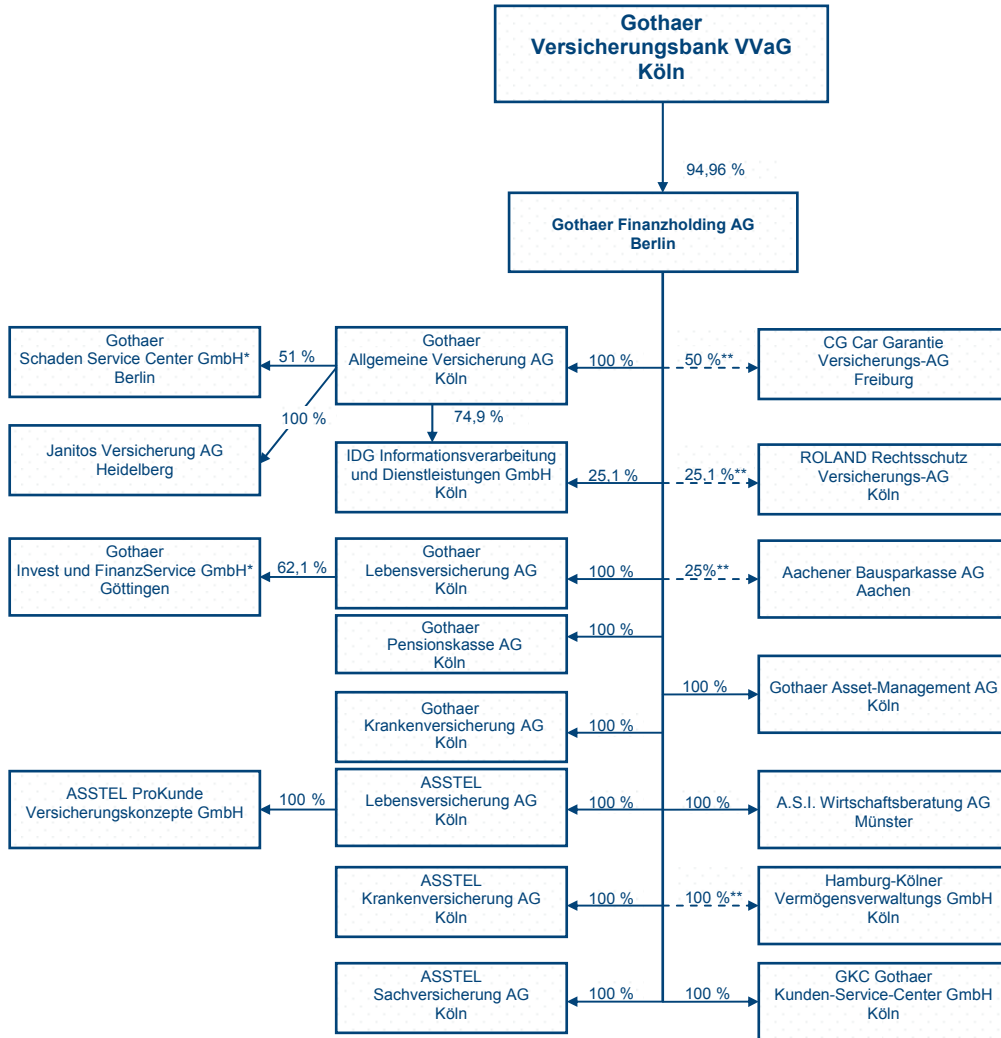 Gothaer
Versicherungsbank VVaG
Köln
94,96 %
Gothaer Finanzholding AG
Berlin
Gothaer
Schaden Service Center GmbH*
Berlin
51 %
Gothaer
Allgemeine Versicherung AG
Köln
100 %
50 %**
CG Car Garantie
Versicherungs-AG
Freiburg
100 %
74,9 %
Janitos Versicherung AG
Heidelberg
IDG Informationsverarbeitung
und Dienstleistungen GmbH
Köln
25,1 %
25,1 %**
ROLAND Rechtsschutz
Versicherungs-AG
Köln
Gothaer
Invest und FinanzService GmbH*
Göttingen
62,1 %
Gothaer
Lebensversicherung AG
Köln
100 %
25%**
Aachener Bausparkasse AG
Aachen
Gothaer
Pensionskasse AG
Köln
100 %
100 %
Gothaer Asset-Management AG
Köln
Gothaer
Krankenversicherung AG
Köln
100 %
ASSTEL ProKunde
Versicherungskonzepte GmbH
100 %
ASSTEL
Lebensversicherung AG
Köln
100 %
100 %
A.S.I. Wirtschaftsberatung AG
Münster
ASSTEL
Krankenversicherung AG
Köln
100 %
100 %**
Hamburg-Kölner
Vermögensverwaltungs GmbH
Köln
ASSTEL
Sachversicherung AG
Köln
100 %
100 %
GKC Gothaer
Kunden-Service-Center GmbH
Köln